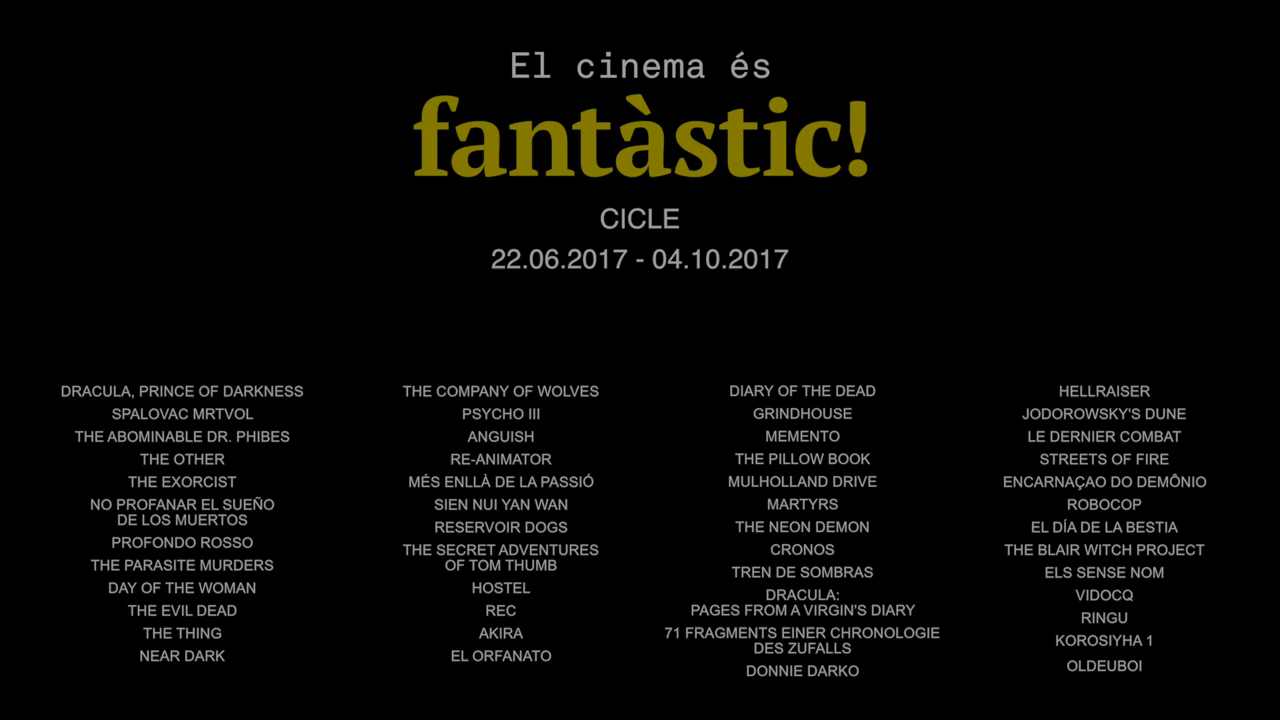 El cinema és
fantàstic!
CICLE
22.06.2017 - 04.10.2017
DRACULA, PRINCE OF DARKNESS
SPALOVAC MRTVOL
THE ABOMINABLE DR. PHIBES
THE OTHER
THE EXORCIST
NO PROFANAR EL SUEÑO
DE LOS MUERTOS
PROFONDO ROSSO
THE PARASITE MURDERS
DAY OF THE WOMAN
THE EVIL DEAD
THE THING
NEAR DARK
THE COMPANY OF WOLVES
PSYCHO III
ANGUISH
RE-ANIMATOR
MÉS ENLLÀ DE LA PASSIÓ
SIEN NUI YAN WAN
RESERVOIR DOGS
THE SECRET ADVENTURES
OF TOM THUMB
HOSTEL
REC
AKIRA
EL ORFANATO
DIARY OF THE DEAD
GRINDHOUSE
MEMENTO
THE PILLOW BOOK
MULHOLLAND DRIVE
MARTYRS
THE NEON DEMON
CRONOS
TREN DE SOMBRAS
DRACULA:
PAGES FROM A VIRGIN'S DIARY
71 FRAGMENTS EINER CHRONOLOGIE
DES ZUFALLS
DONNIE DARKO
HELLRAISER
JODOROWSKY'S DUNE
LE DERNIER COMBAT
STREETS OF FIRE
ENCARNAÇAO DO DEMÔNIO
ROBOCOP
EL DÍA DE LA BESTIA
THE BLAIR WITCH PROJECT
ELS SENSE NOM
VIDOCQ
RINGU
KOROSIYHA 1
OLDEUBOI